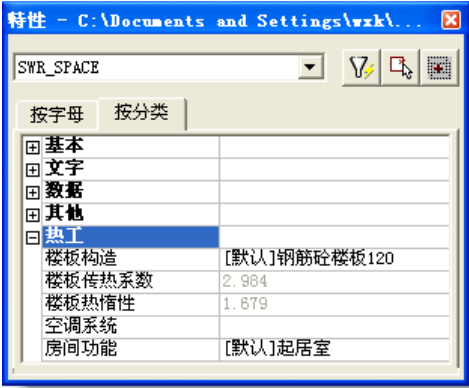 特性 - C:\Documents and Settings\wxk\...
SWR_SPACE
按字母 按分类
基本
文字
数据
其他
热工
楼板构造 [默认]钢筋砼楼板120
楼板传热系数 2.984
楼板热惰性 1.679
空调系统
房间功能 [默认]起居室